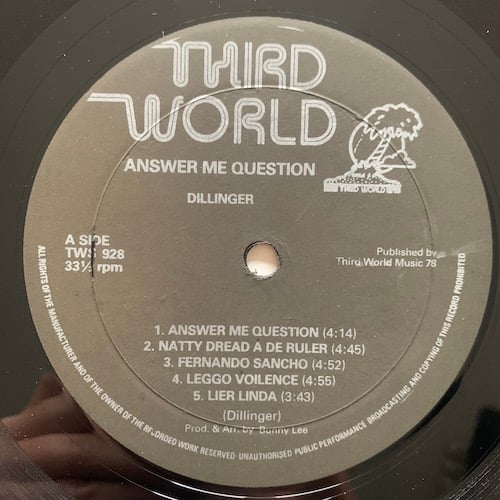 THIRD
WORLD
ANSWER ME QUESTION
DILLINGER
THIRD WORLD
A SIDE
TWS 928
33⅓ rpm
Published by
Third World Music 78
1. ANSWER ME QUESTION (4:14)
2. NATTY DREAD A DE RULER (4:45)
3. FERNANDO SANCHO (4:52)
4. LEGGO VOILENCE (4:55)
5. LIER LINDA (3:43)
(Dillinger)
Prod. & Arr. by Bunny Lee
ALL RIGHTS OF THE MANUFACTURER AND OF THE OWNER OF THE RECORDED WORK RESERVED · UNAUTHORISED PUBLIC PERFORMANCE BROADCASTING AND COPYING OF THIS RECORD PROHIBITED